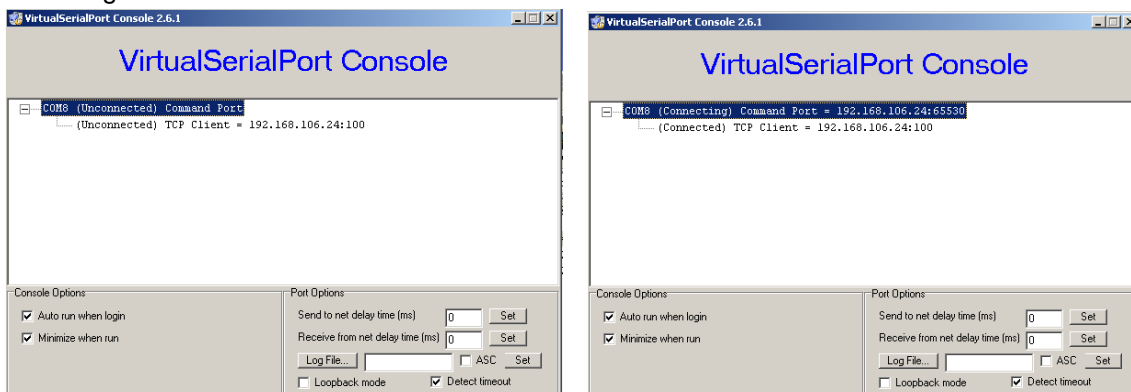 VirtualSerialPort Console 2.6.1
VirtualSerialPort Console
COM8 (Unconnected) Command Port
(Unconnected) TCP Client = 192.168.106.24:100
Console Options
Auto run when login
Minimize when run
Port Options
Send to net delay time (ms) 0 Set
Receive from net delay time (ms) 0 Set
Log File... ASC Set
Loopback mode Detect timeout
VirtualSerialPort Console 2.6.1
VirtualSerialPort Console
COM8 (Connecting) Command Port = 192.168.106.24:65530
(Connected) TCP Client = 192.168.106.24:100
Console Options
Auto run when login
Minimize when run
Port Options
Send to net delay time (ms) 0 Set
Receive from net delay time (ms) 0 Set
Log File... ASC Set
Loopback mode Detect timeout